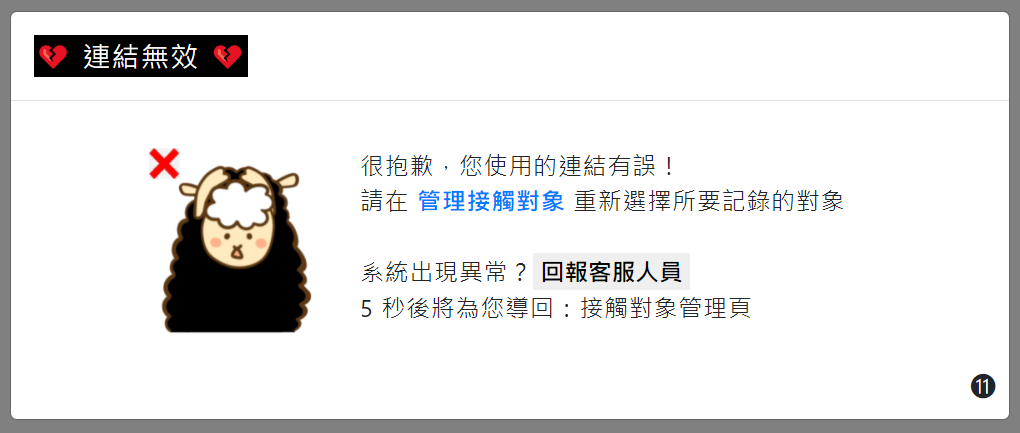 連結無效
很抱歉，您使用的連結有誤！
請在 管理接觸對象 重新選擇所要記錄的對象
系統出現異常？回報客服人員
5 秒後將為您導回：接觸對象管理頁
11